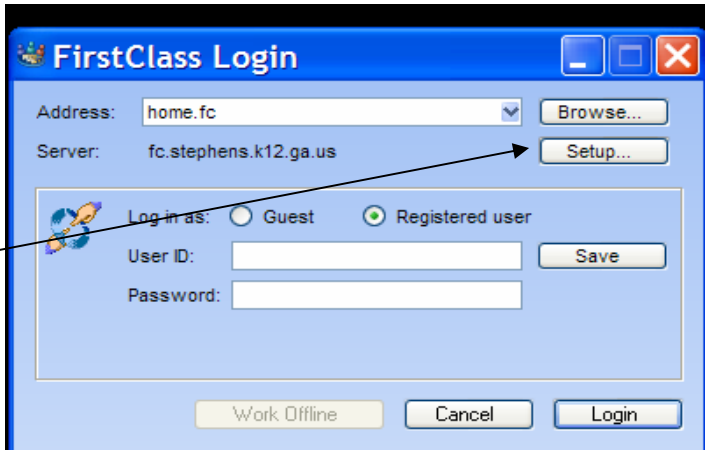 FirstClass Login
Address: home.fc Browse...
Server: fc.stephens.k12.ga.us Setup...
Log in as: Guest Registered user
User ID: Save
Password:
Work Offline Cancel Login